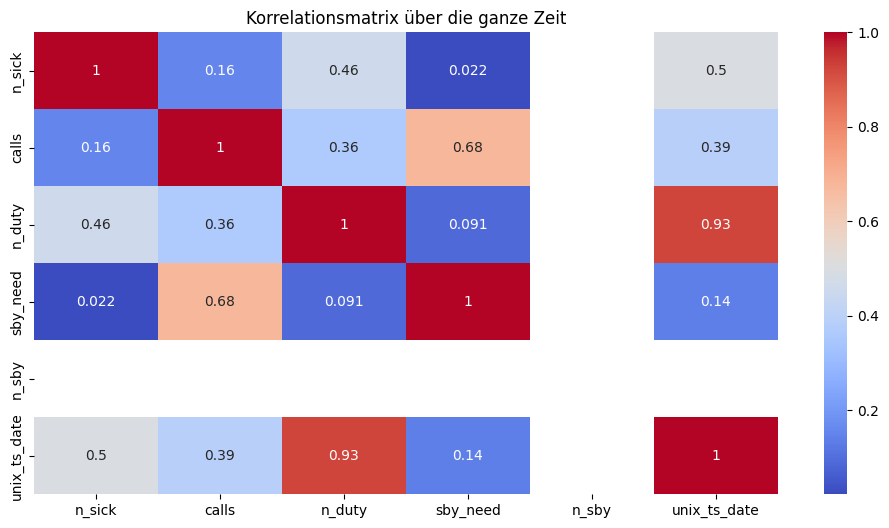 Korrelationsmatrix über die ganze Zeit
n_sick 1 0.16 0.46 0.022 0.5
calls 0.16 1 0.36 0.68 0.39
n_duty 0.46 0.36 1 0.091 0.93
sby_need 0.022 0.68 0.091 1 0.14
n_sby
unix_ts_date 0.5 0.39 0.93 0.14 1
n_sick calls n_duty sby_need n_sby unix_ts_date
1.0
0.8
0.6
0.4
0.2